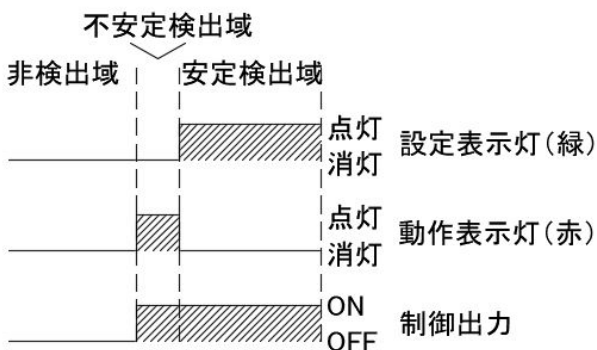 不安定検出域
非検出域
安定検出域
点灯
消灯
設定表示灯(緑)
点灯
消灯
動作表示灯(赤)
ON
OFF
制御出力